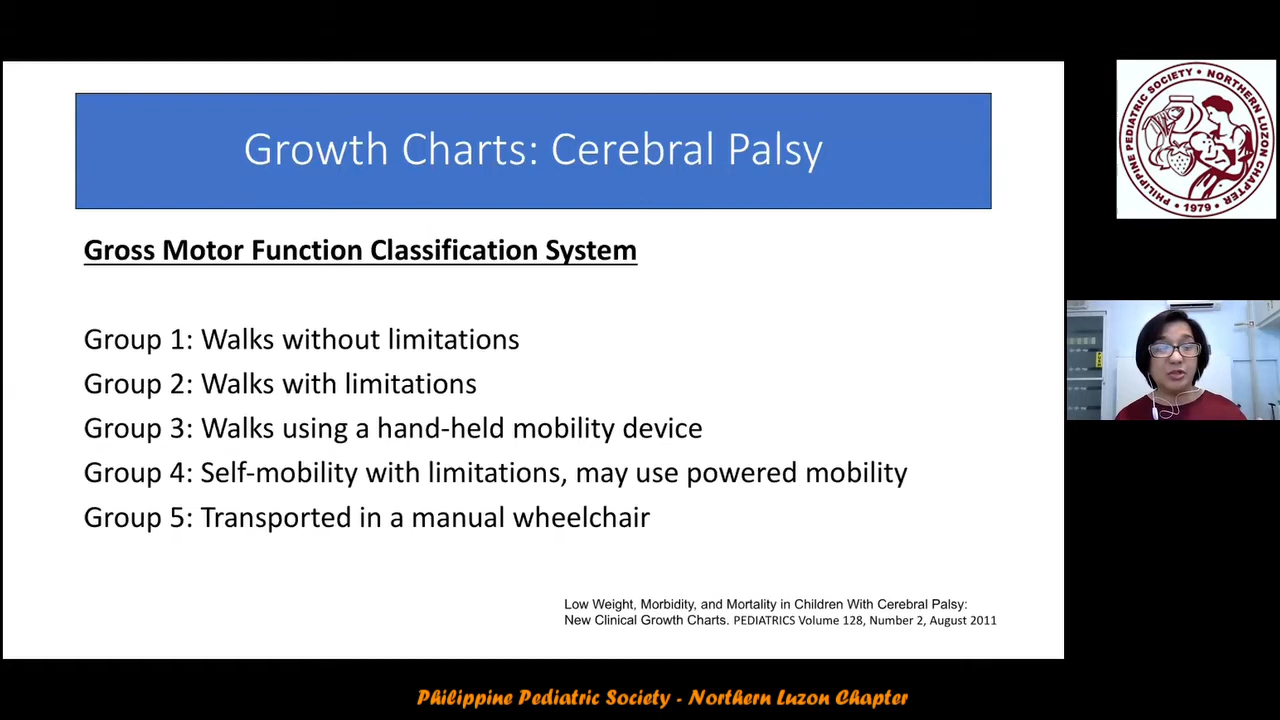 Growth Charts: Cerebral Palsy
Gross Motor Function Classification System
Group 1: Walks without limitations
Group 2: Walks with limitations
Group 3: Walks using a hand-held mobility device
Group 4: Self-mobility with limitations, may use powered mobility
Group 5: Transported in a manual wheelchair
Low Weight, Morbidity, and Mortality in Children With Cerebral Palsy:
New Clinical Growth Charts. PEDIATRICS Volume 128, Number 2, August 2011
PHILIPPINE PEDIATRIC SOCIETY • NORTHERN LUZON CHAPTER
• 1979 •
Philippine Pediatric Society - Northern Luzon Chapter